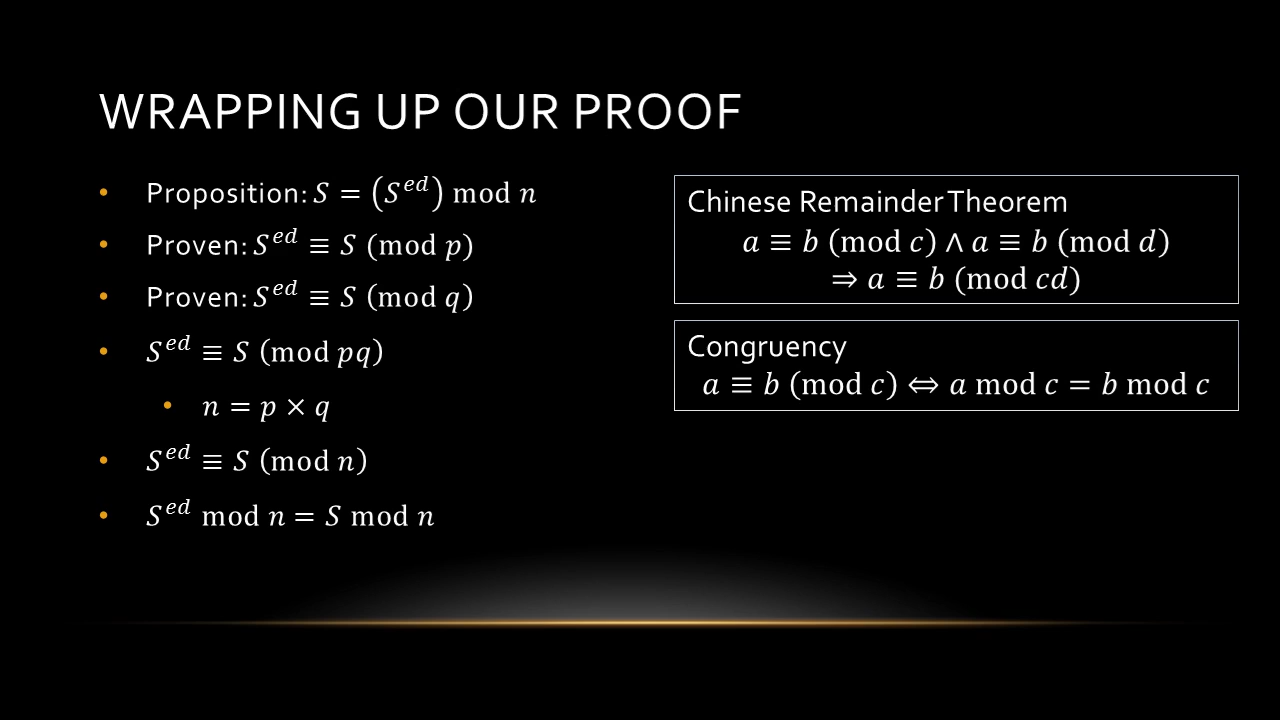 WRAPPING UP OUR PROOF
• Proposition: 𝑆 = (𝑆^{𝑒𝑑}) mod 𝑛
• Proven: 𝑆^{𝑒𝑑} ≡ 𝑆 (mod 𝑝)
• Proven: 𝑆^{𝑒𝑑} ≡ 𝑆 (mod 𝑞)
• 𝑆^{𝑒𝑑} ≡ 𝑆 (mod 𝑝𝑞)
• 𝑛 = 𝑝 × 𝑞
• 𝑆^{𝑒𝑑} ≡ 𝑆 (mod 𝑛)
• 𝑆^{𝑒𝑑} mod 𝑛 = 𝑆 mod 𝑛
Chinese Remainder Theorem
𝑎 ≡ 𝑏 (mod 𝑐) ∧ 𝑎 ≡ 𝑏 (mod 𝑑)
⇒ 𝑎 ≡ 𝑏 (mod 𝑐𝑑)
Congruency
𝑎 ≡ 𝑏 (mod 𝑐) ⇔ 𝑎 mod 𝑐 = 𝑏 mod 𝑐